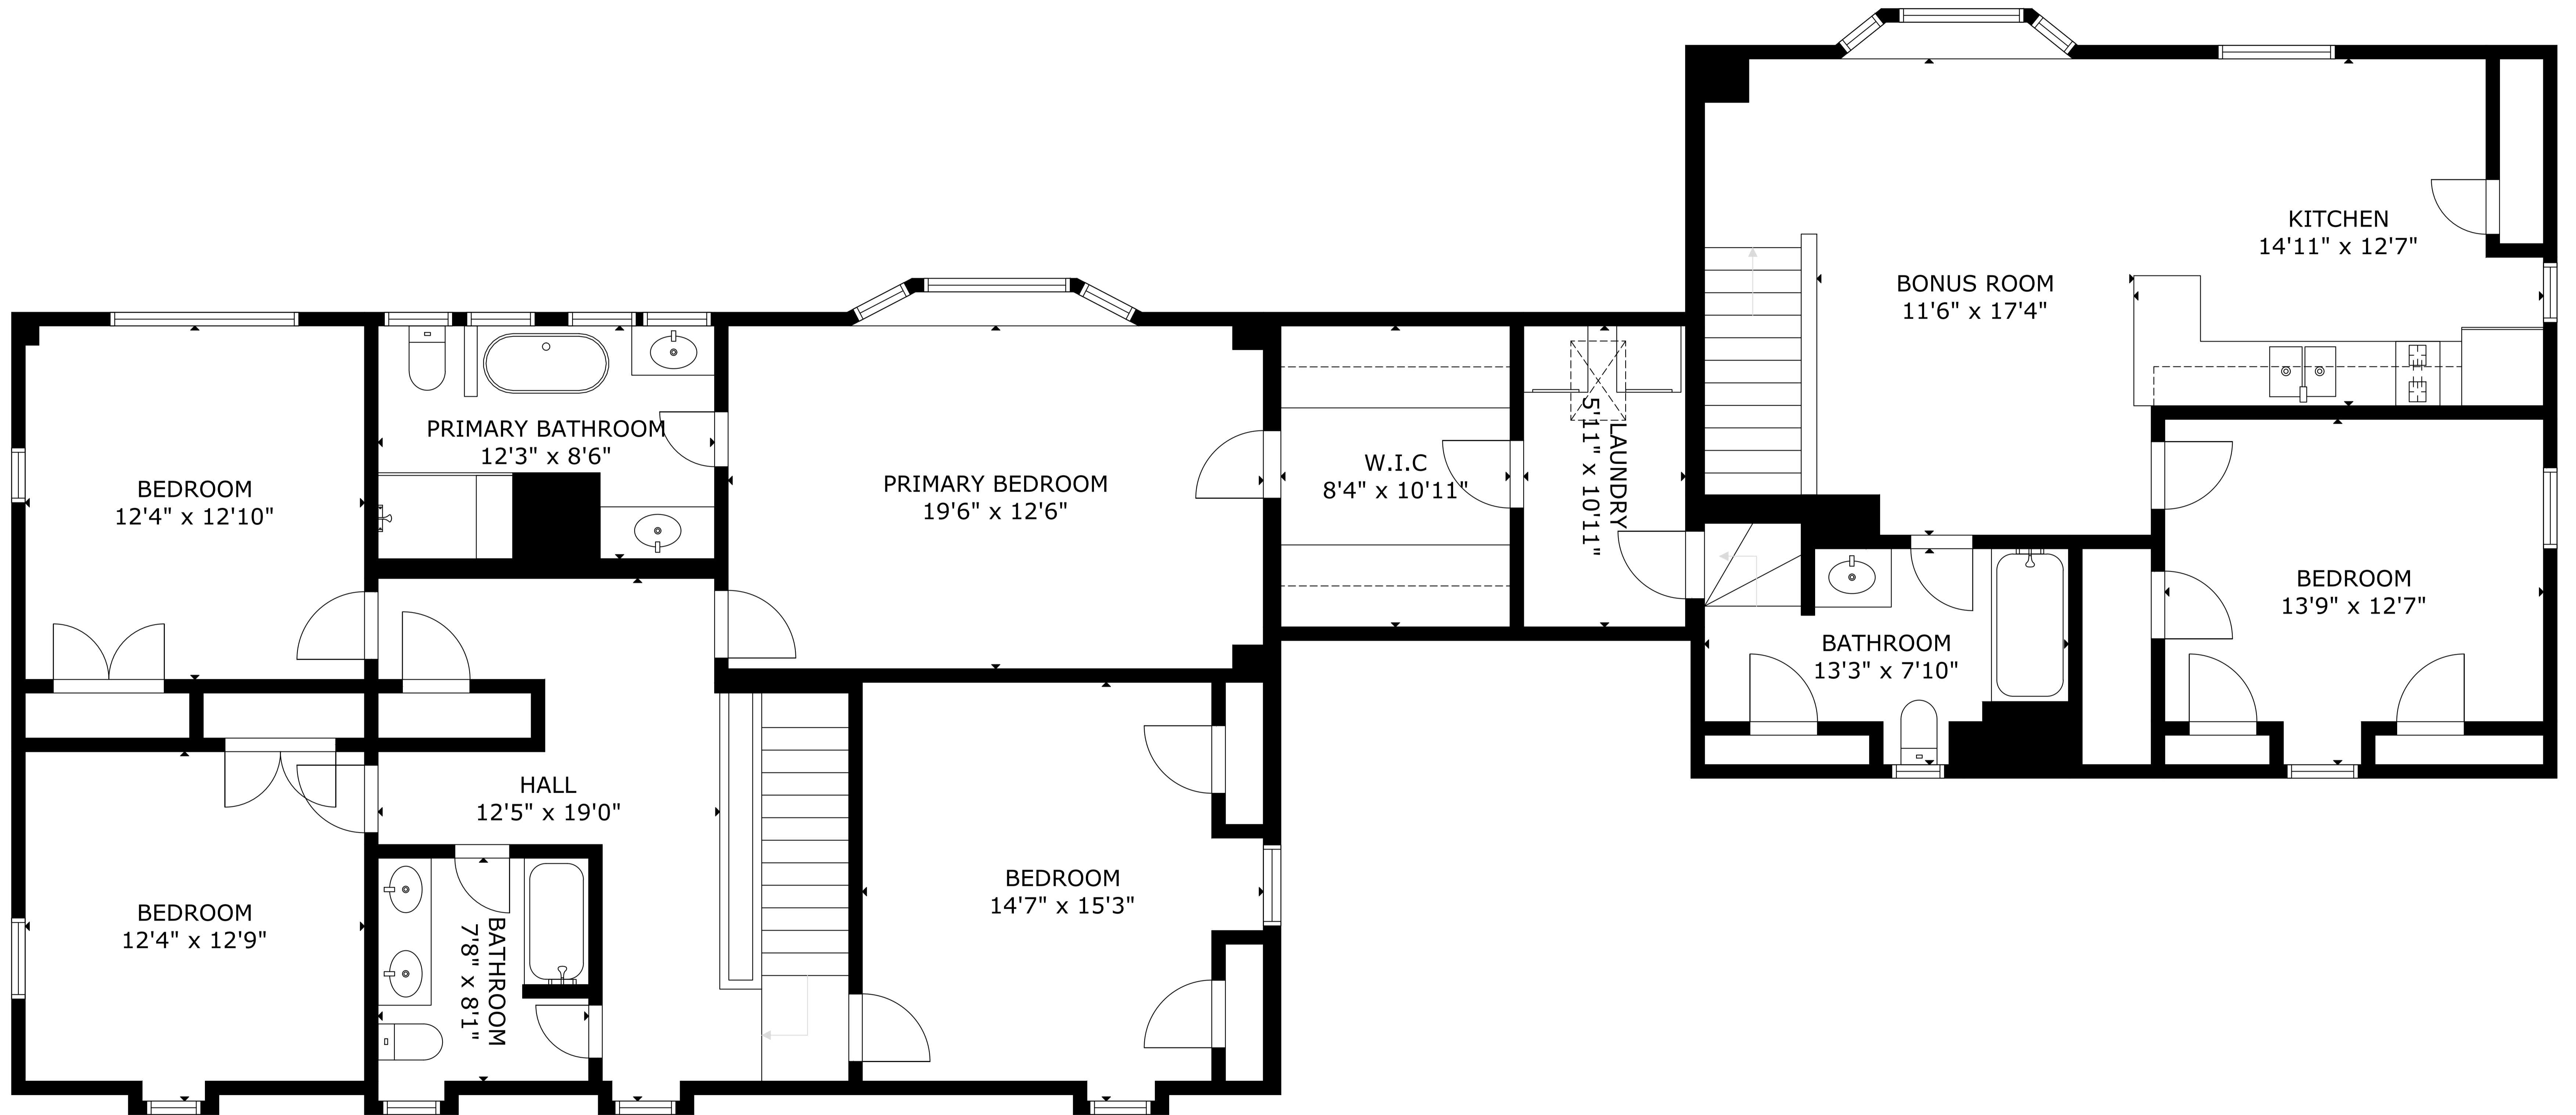 KITCHEN
14'11" x 12'7"
BONUS ROOM
11'6" x 17'4"
PRIMARY BATHROOM
12'3" x 8'6"
BEDROOM
12'4" x 12'10"
PRIMARY BEDROOM
19'6" x 12'6"
W.I.C
8'4" x 10'11"
LAUNDRY
5'11" x 10'11"
BEDROOM
13'9" x 12'7"
BATHROOM
13'3" x 7'10"
HALL
12'5" x 19'0"
BEDROOM
12'4" x 12'9"
BATHROOM
7'8" x 8'1"
BEDROOM
14'7" x 15'3"